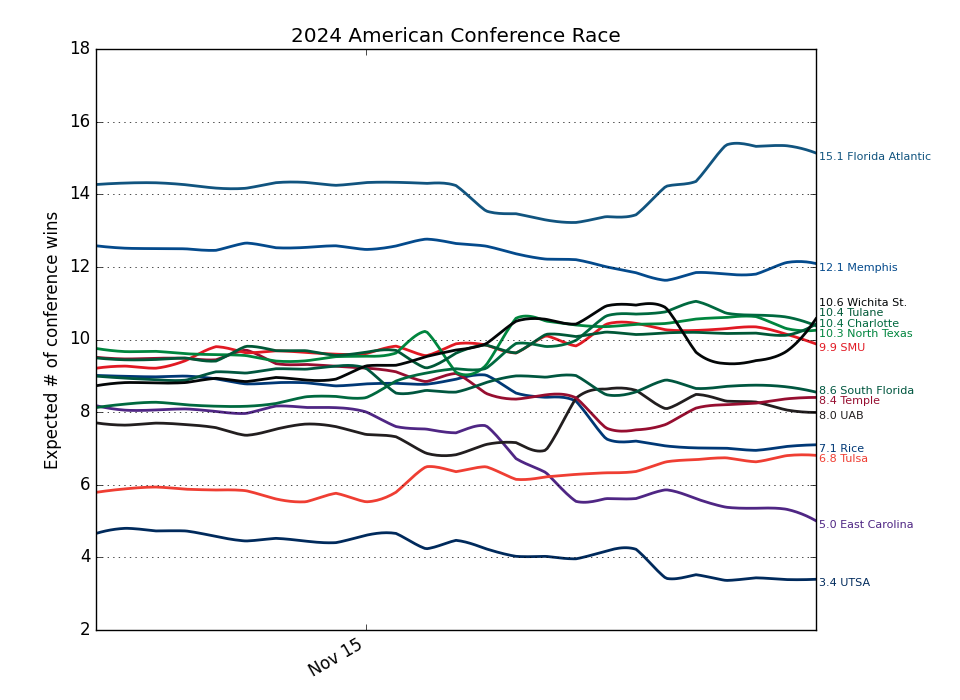 2024 American Conference Race
Expected # of conference wins
18
16
14
12
10
8
6
4
2
Nov 15
15.1 Florida Atlantic
12.1 Memphis
10.6 Wichita St.
10.4 Tulane
10.4 Charlotte
10.3 North Texas
9.9 SMU
8.6 South Florida
8.4 Temple
8.0 UAB
7.1 Rice
6.8 Tulsa
5.0 East Carolina
3.4 UTSA